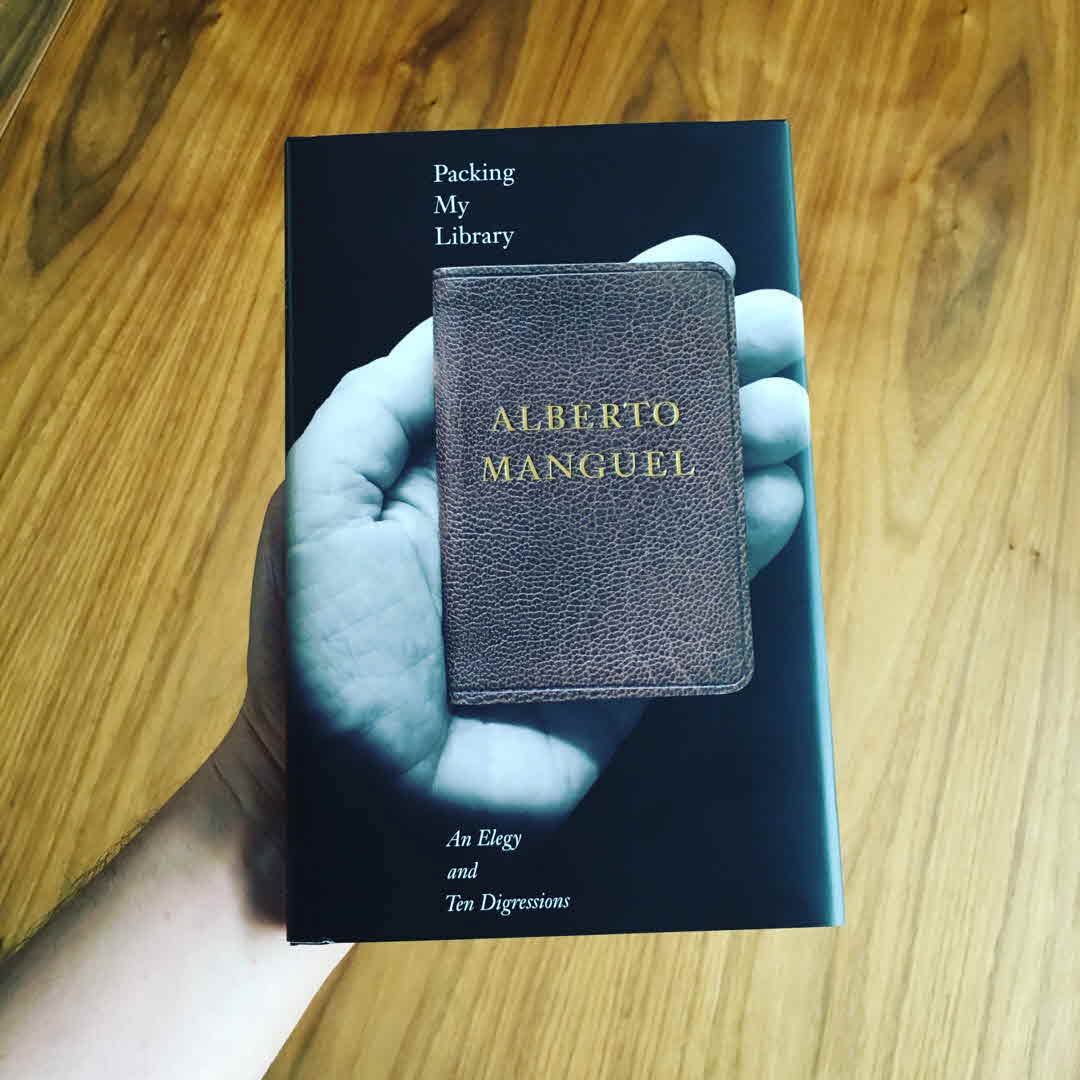 Packing
My
Library
ALBERTO
MANGUEL
An Elegy
and
Ten Digressions